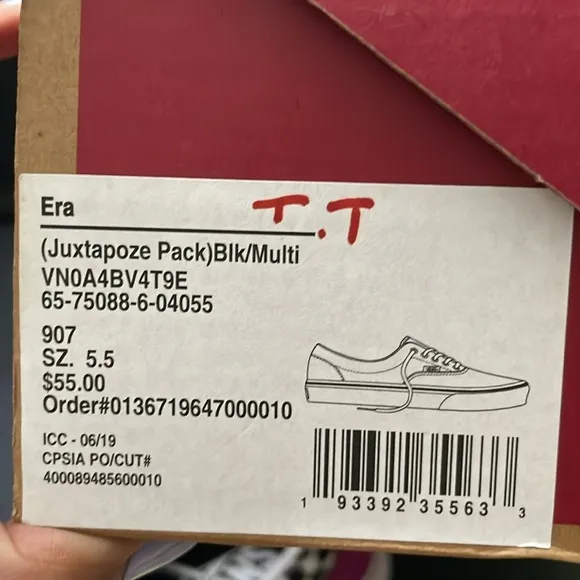 Era
T.T
(Juxtapoze Pack)Blk/Multi
VN0A4BV4T9E
65-75088-6-04055
907
SZ. 5.5
$55.00
Order#0136719647000010
ICC - 06/19
CPSIA PO/CUT#
400089485600010
1 93392 35563 3